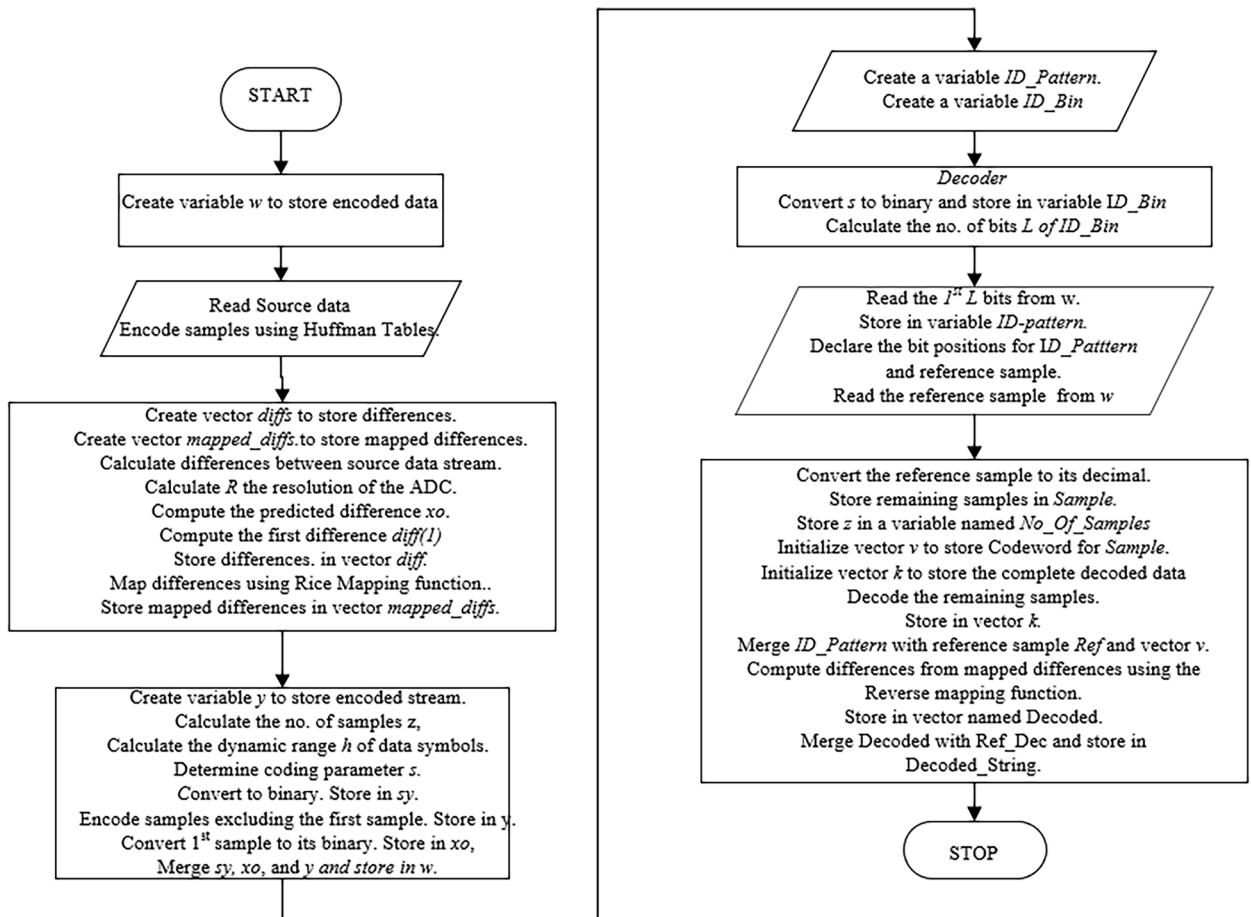 START
Create variable w to store encoded data
Read Source data
Encode samples using Huffman Tables.
Create vector diffs to store differences.
Create vector mapped_diffs.to store mapped differences.
Calculate differences between source data stream.
Calculate R the resolution of the ADC.
Compute the predicted difference xo.
Compute the first difference diff(1)
Store differences. in vector diff.
Map differences using Rice Mapping function..
Store mapped differences in vector mapped_diffs.
Create variable y to store encoded stream.
Calculate the no. of samples z,
Calculate the dynamic range h of data symbols.
Determine coding parameter s.
Convert to binary. Store in sy.
Encode samples excluding the first sample. Store in y.
Convert 1st sample to its binary. Store in xo,
Merge sy, xo, and y and store in w.
Create a variable ID_Pattern.
Create a variable ID_Bin
Decoder
Convert s to binary and store in variable ID_Bin
Calculate the no. of bits L of ID_Bin
Read the 1st L bits from w.
Store in variable ID-pattern.
Declare the bit positions for ID_Patttern
and reference sample.
Read the reference sample from w
Convert the reference sample to its decimal.
Store remaining samples in Sample.
Store z in a variable named No_Of_Samples
Initialize vector v to store Codeword for Sample.
Initialize vector k to store the complete decoded data
Decode the remaining samples.
Store in vector k.
Merge ID_Pattern with reference sample Ref and vector v.
Compute differences from mapped differences using the
Reverse mapping function.
Store in vector named Decoded.
Merge Decoded with Ref_Dec and store in
Decoded_String.
STOP